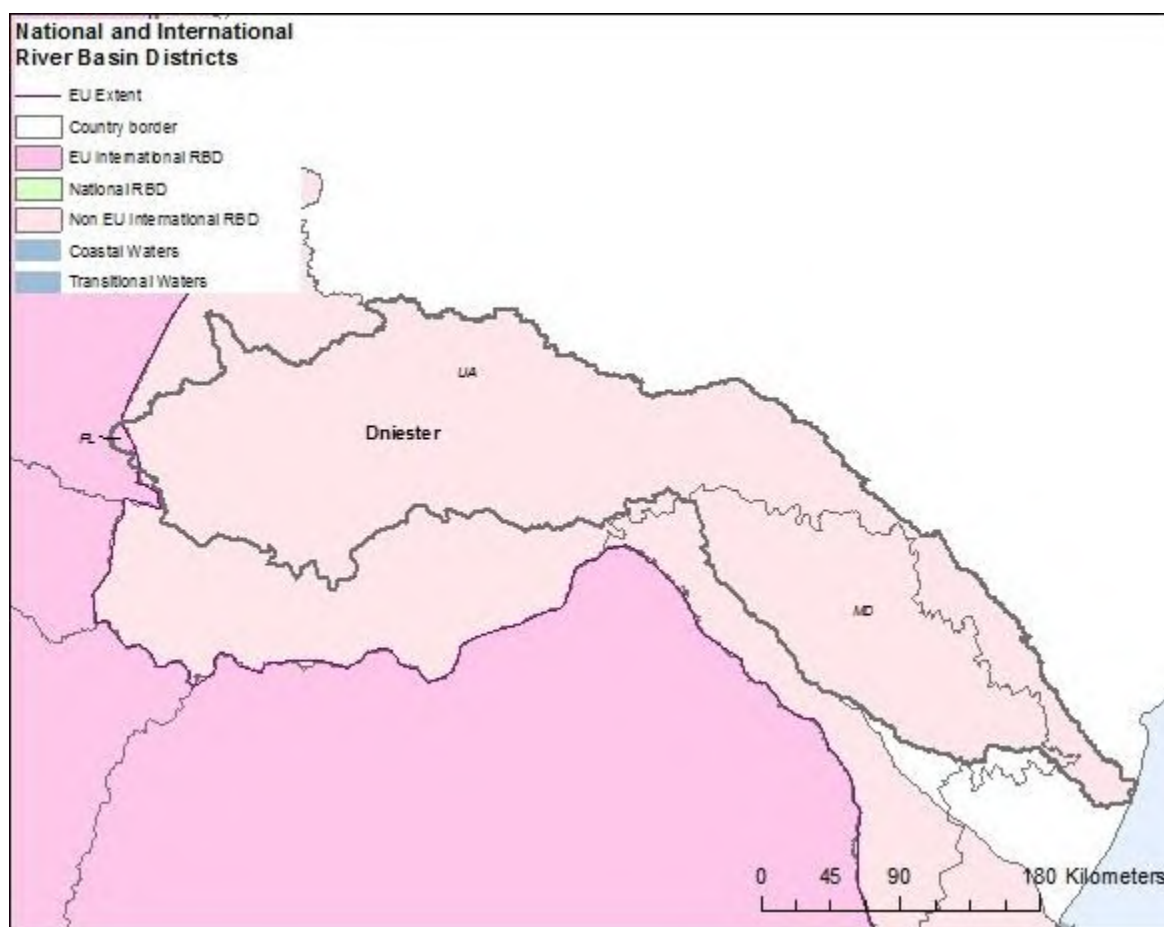 National and International
River Basin Districts
EU Extent
Country border
EU International RBD
National RBD
Non EU International RBD
Coastal Waters
Transitional Waters
UA
PL
Dniester
MD
0 45 90 180 Kilometers